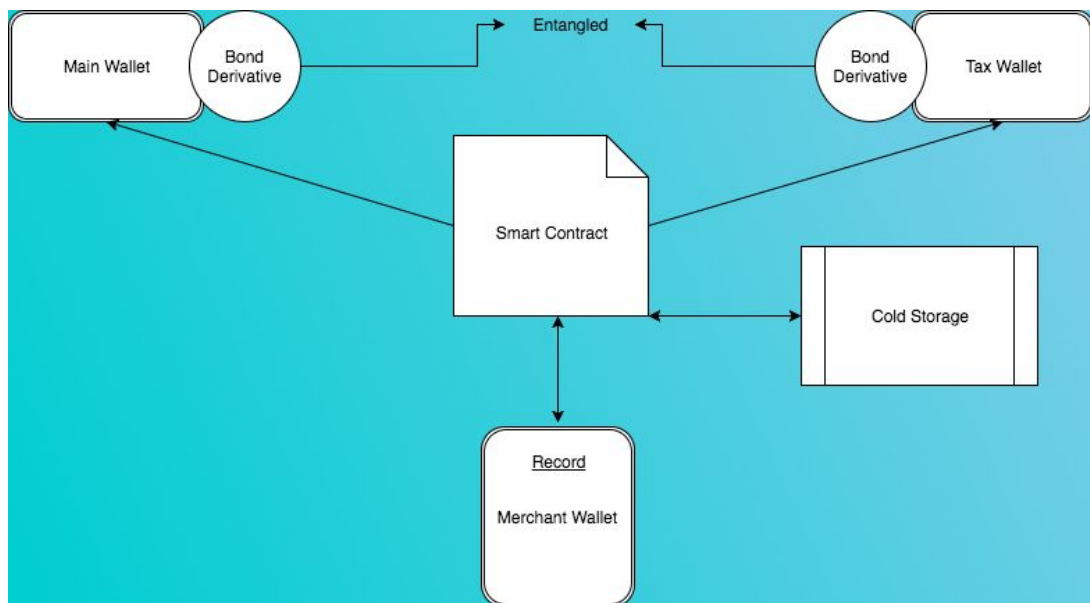 Main Wallet
Bond
Derivative
Entangled
Bond
Derivative
Tax Wallet
Smart Contract
Cold Storage
Record
Merchant Wallet